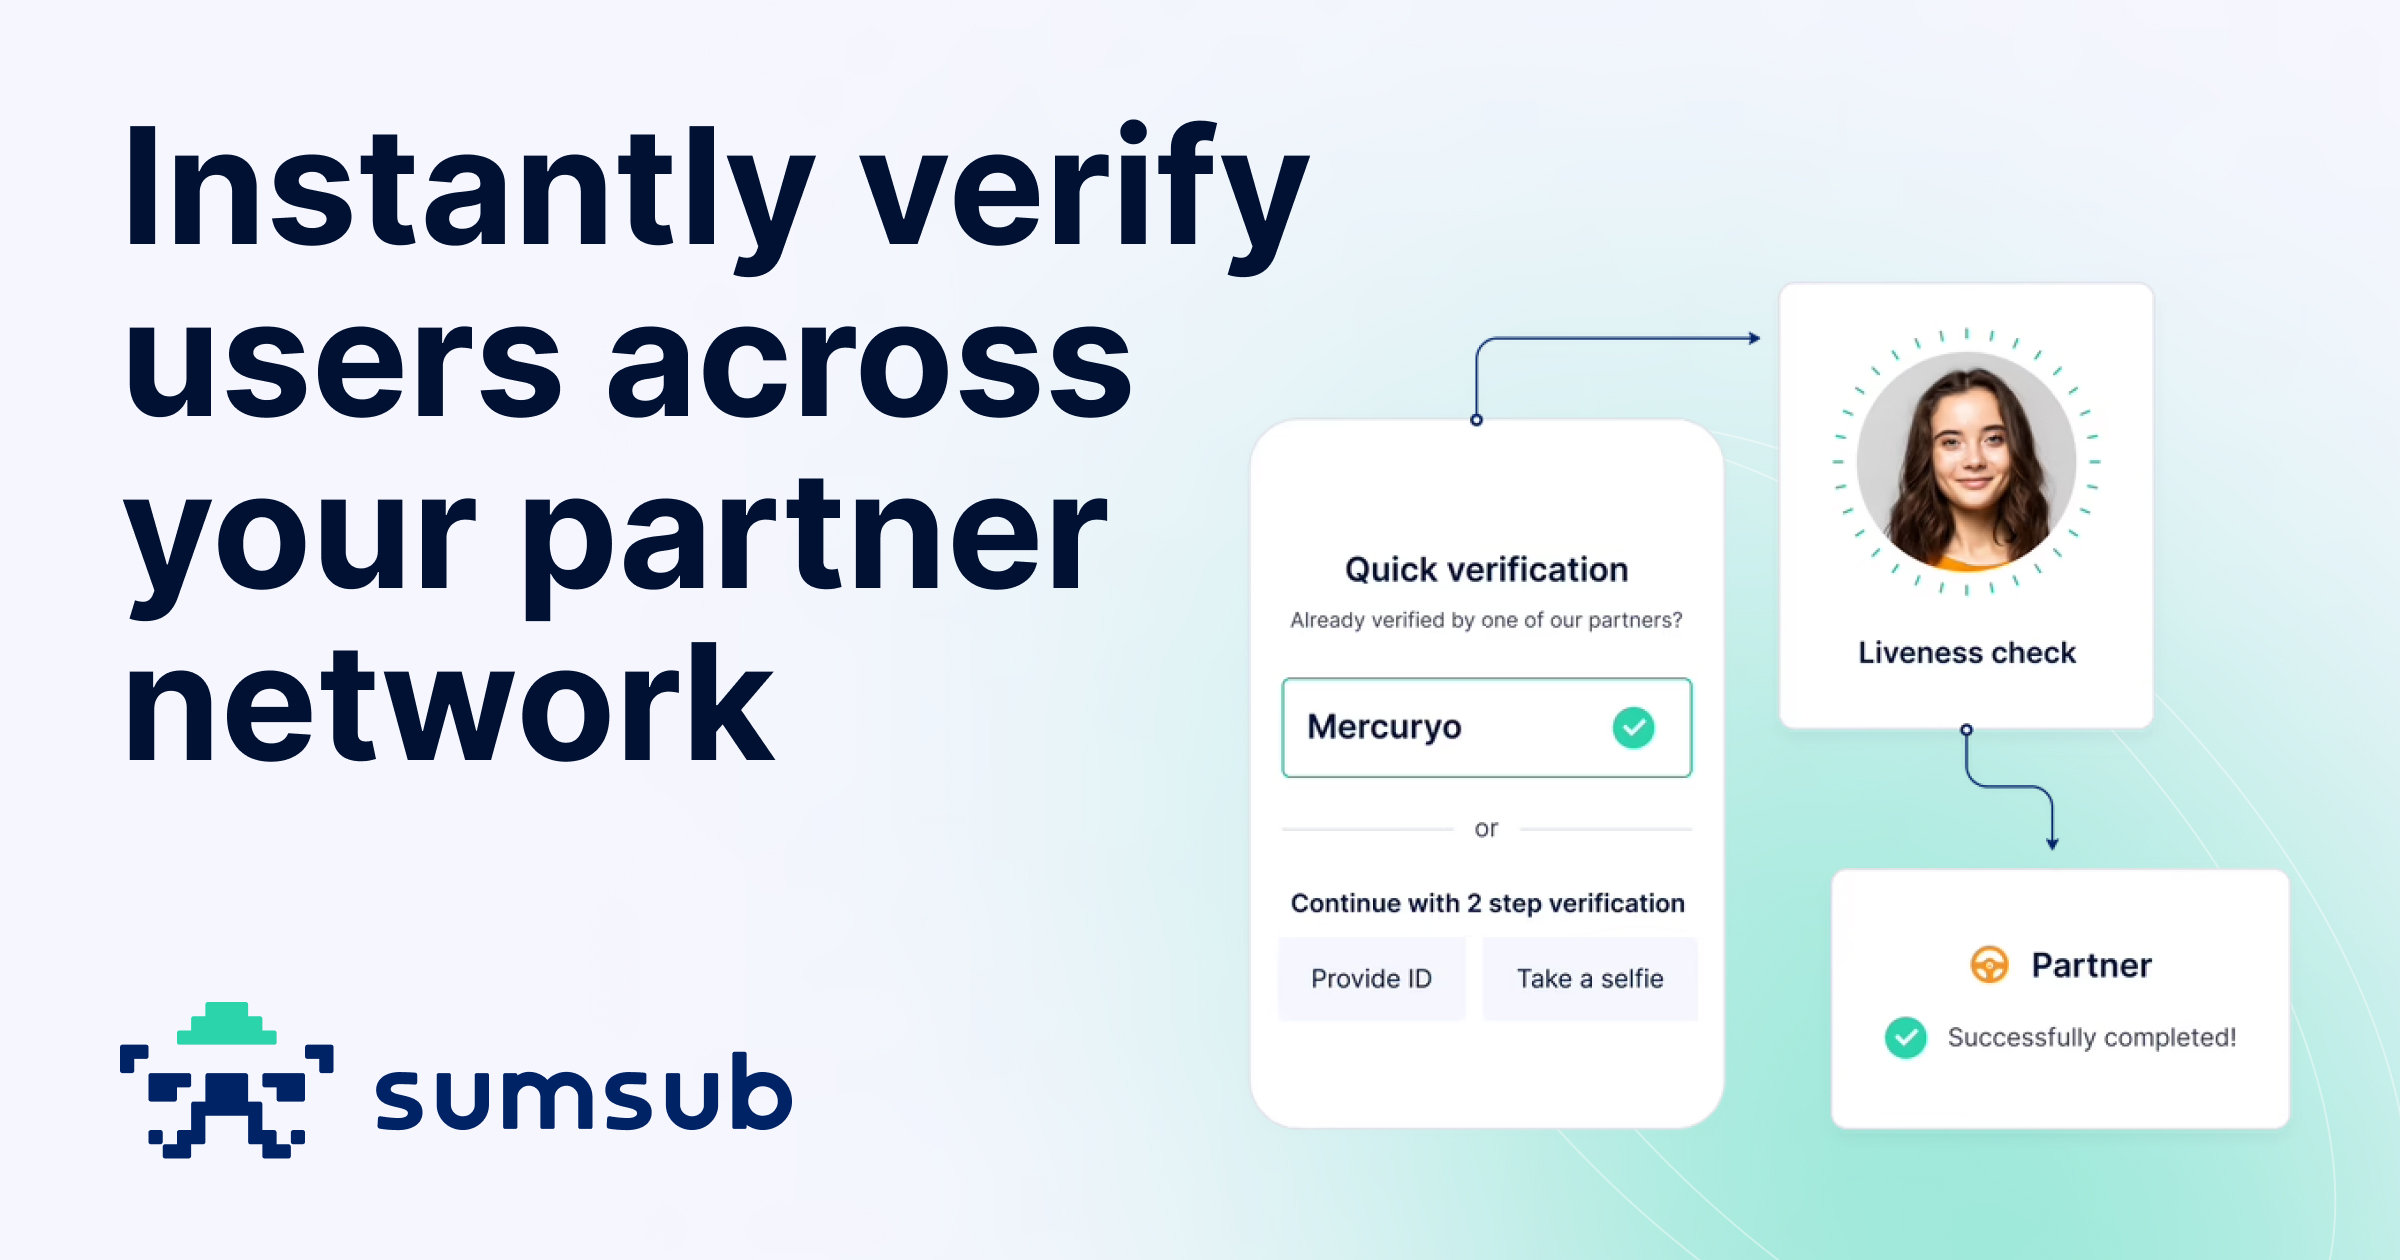 Instantly verify
users across
your partner
network
sumsub
Quick verification
Already verified by one of our partners?
Mercuryo
or
Continue with 2 step verification
Provide ID
Take a selfie
Liveness check
Partner
Successfully completed!